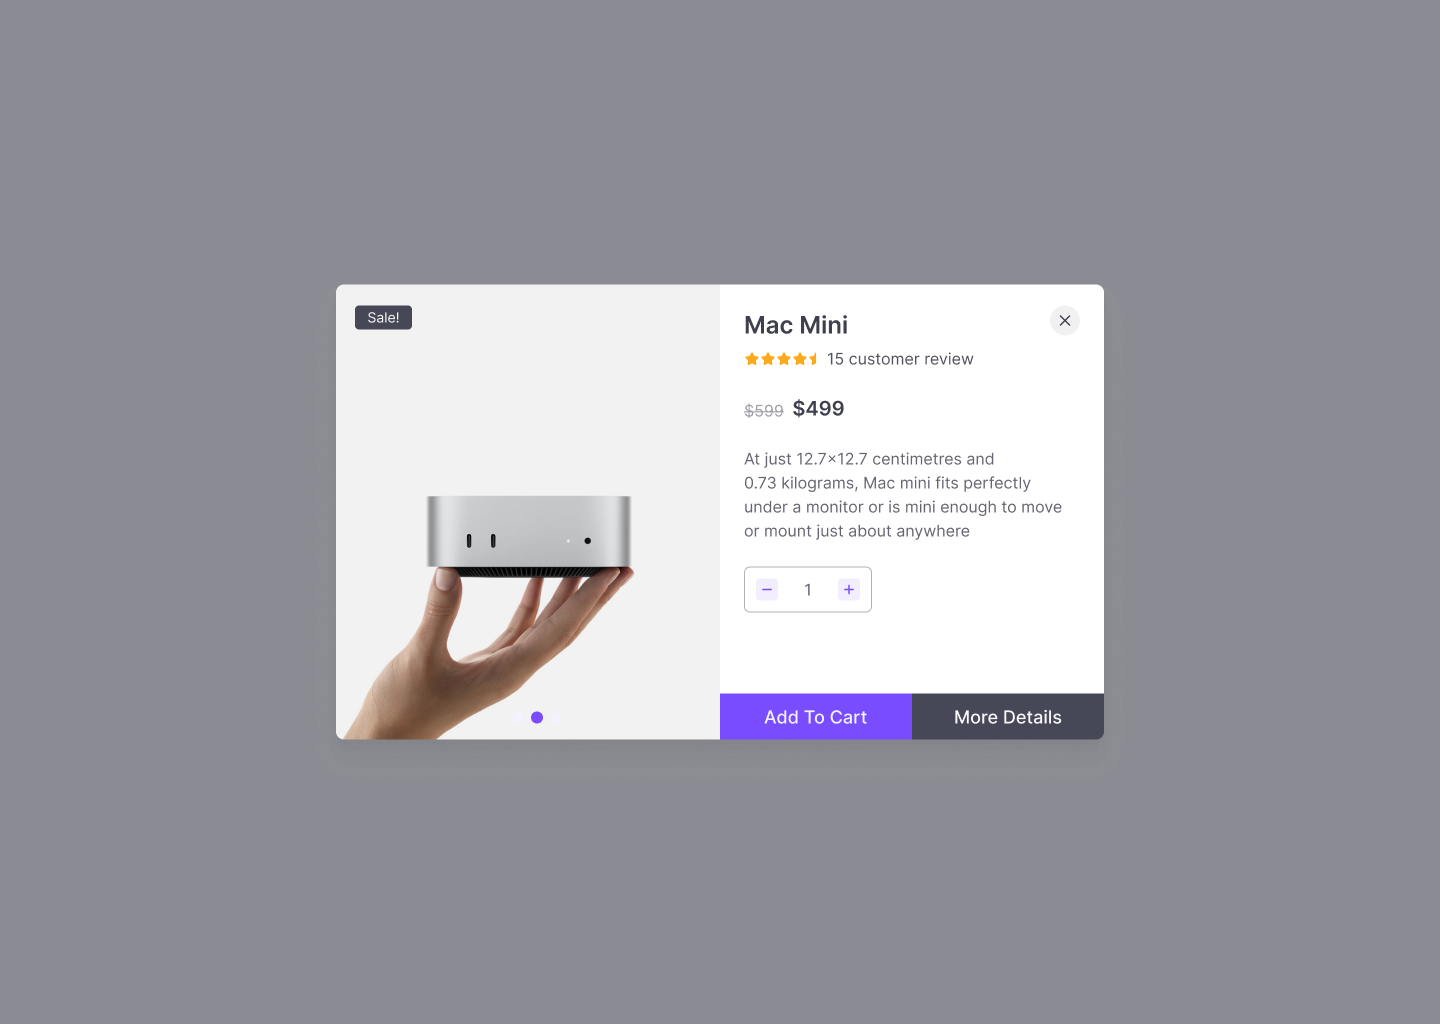 Sale!
Mac Mini
15 customer review
$599 $499
At just 12.7×12.7 centimetres and
0.73 kilograms, Mac mini fits perfectly
under a monitor or is mini enough to move
or mount just about anywhere
− 1 +
Add To Cart
More Details